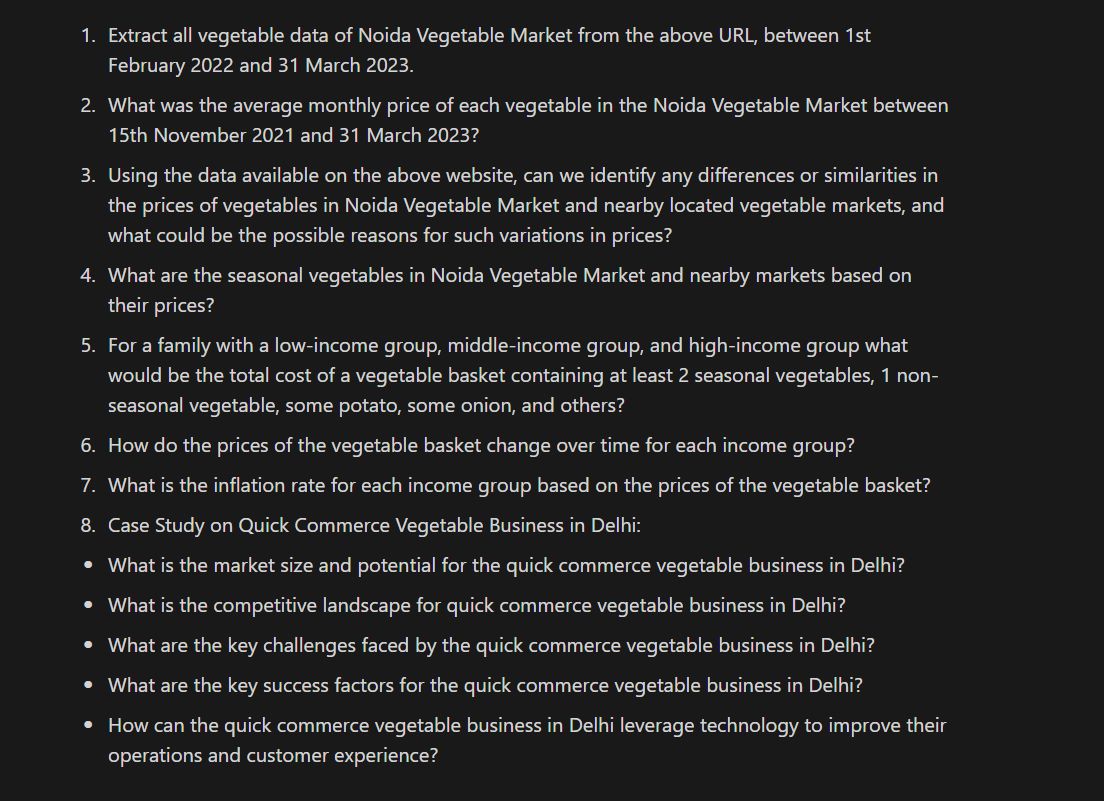 1. Extract all vegetable data of Noida Vegetable Market from the above URL, between 1st
February 2022 and 31 March 2023.
2. What was the average monthly price of each vegetable in the Noida Vegetable Market between
15th November 2021 and 31 March 2023?
3. Using the data available on the above website, can we identify any differences or similarities in
the prices of vegetables in Noida Vegetable Market and nearby located vegetable markets, and
what could be the possible reasons for such variations in prices?
4. What are the seasonal vegetables in Noida Vegetable Market and nearby markets based on
their prices?
5. For a family with a low-income group, middle-income group, and high-income group what
would be the total cost of a vegetable basket containing at least 2 seasonal vegetables, 1 non-
seasonal vegetable, some potato, some onion, and others?
6. How do the prices of the vegetable basket change over time for each income group?
7. What is the inflation rate for each income group based on the prices of the vegetable basket?
8. Case Study on Quick Commerce Vegetable Business in Delhi:
• What is the market size and potential for the quick commerce vegetable business in Delhi?
• What is the competitive landscape for quick commerce vegetable business in Delhi?
• What are the key challenges faced by the quick commerce vegetable business in Delhi?
• What are the key success factors for the quick commerce vegetable business in Delhi?
• How can the quick commerce vegetable business in Delhi leverage technology to improve their
operations and customer experience?